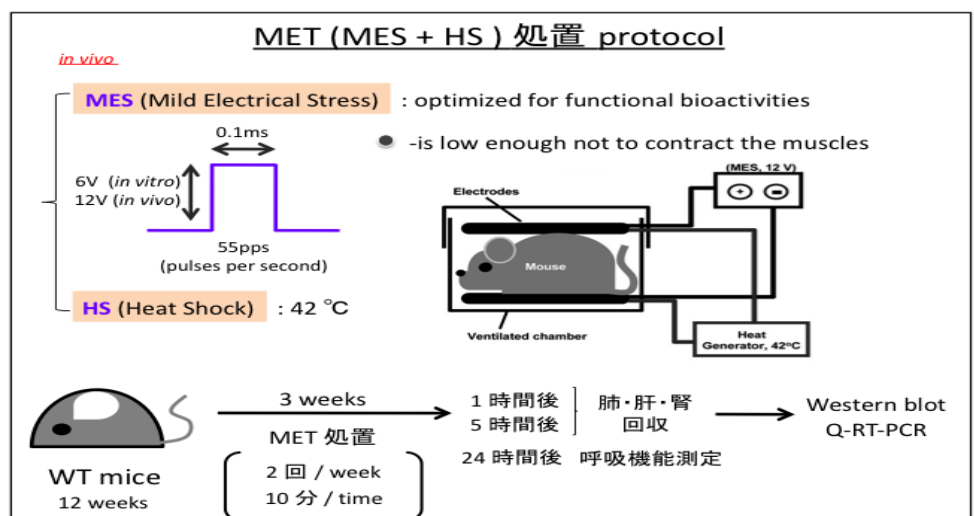 MET (MES + HS ) 処置 protocol
in vivo
MES (Mild Electrical Stress) : optimized for functional bioactivities
0.1ms
-is low enough not to contract the muscles
6V (in vitro)
12V (in vivo)
55pps
(pulses per second)
(MES, 12 V)
Electrodes
Mouse
Ventilated chamber
Heat
Generator, 42°C
HS (Heat Shock) : 42 ℃
WT mice
12 weeks
3 weeks
MET 処置
2 回 / week
10 分 / time
1 時間後
5 時間後
肺・肝・腎
回収
24 時間後 呼吸機能測定
Western blot
Q-RT-PCR